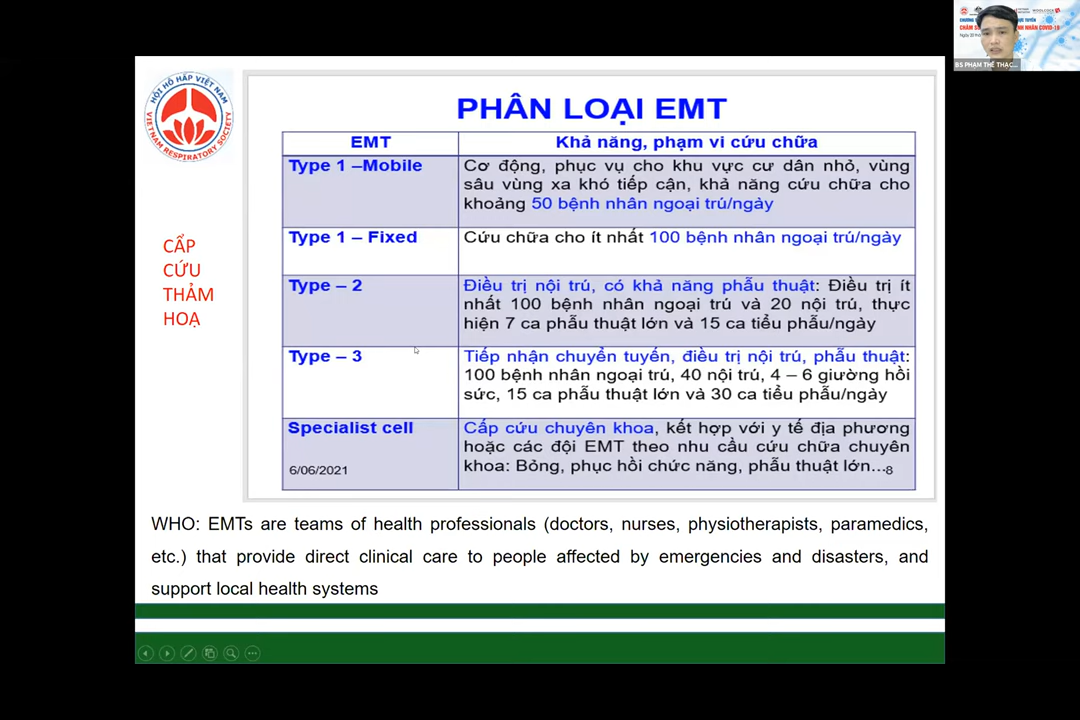 BS PHẠM THẾ THẠC...
HỘI HÔ HẤP VIỆT NAM
VIETNAM RESPIRATORY SOCIETY
PHÂN LOẠI EMT
EMT
Khả năng, phạm vi cứu chữa
Type 1 –Mobile
Cơ động, phục vụ cho khu vực cư dân nhỏ, vùng
sâu vùng xa khó tiếp cận, khả năng cứu chữa cho
khoảng 50 bệnh nhân ngoại trú/ngày
Type 1 – Fixed
Cứu chữa cho ít nhất 100 bệnh nhân ngoại trú/ngày
CẤP
CỨU
THẢM
HOẠ
Type – 2
Điều trị nội trú, có khả năng phẫu thuật: Điều trị ít
nhất 100 bệnh nhân ngoại trú và 20 nội trú, thực
hiện 7 ca phẫu thuật lớn và 15 ca tiểu phẫu/ngày
Type – 3
Tiếp nhận chuyển tuyến, điều trị nội trú, phẫu thuật:
100 bệnh nhân ngoại trú, 40 nội trú, 4 – 6 giường hồi
sức, 15 ca phẫu thuật lớn và 30 ca tiểu phẫu/ngày
Specialist cell
Cấp cứu chuyên khoa, kết hợp với y tế địa phương
hoặc các đội EMT theo nhu cầu cứu chữa chuyên
khoa: Bỏng, phục hồi chức năng, phẫu thuật lớn...
6/06/2021
8
WHO: EMTs are teams of health professionals (doctors, nurses, physiotherapists, paramedics,
etc.) that provide direct clinical care to people affected by emergencies and disasters, and
support local health systems